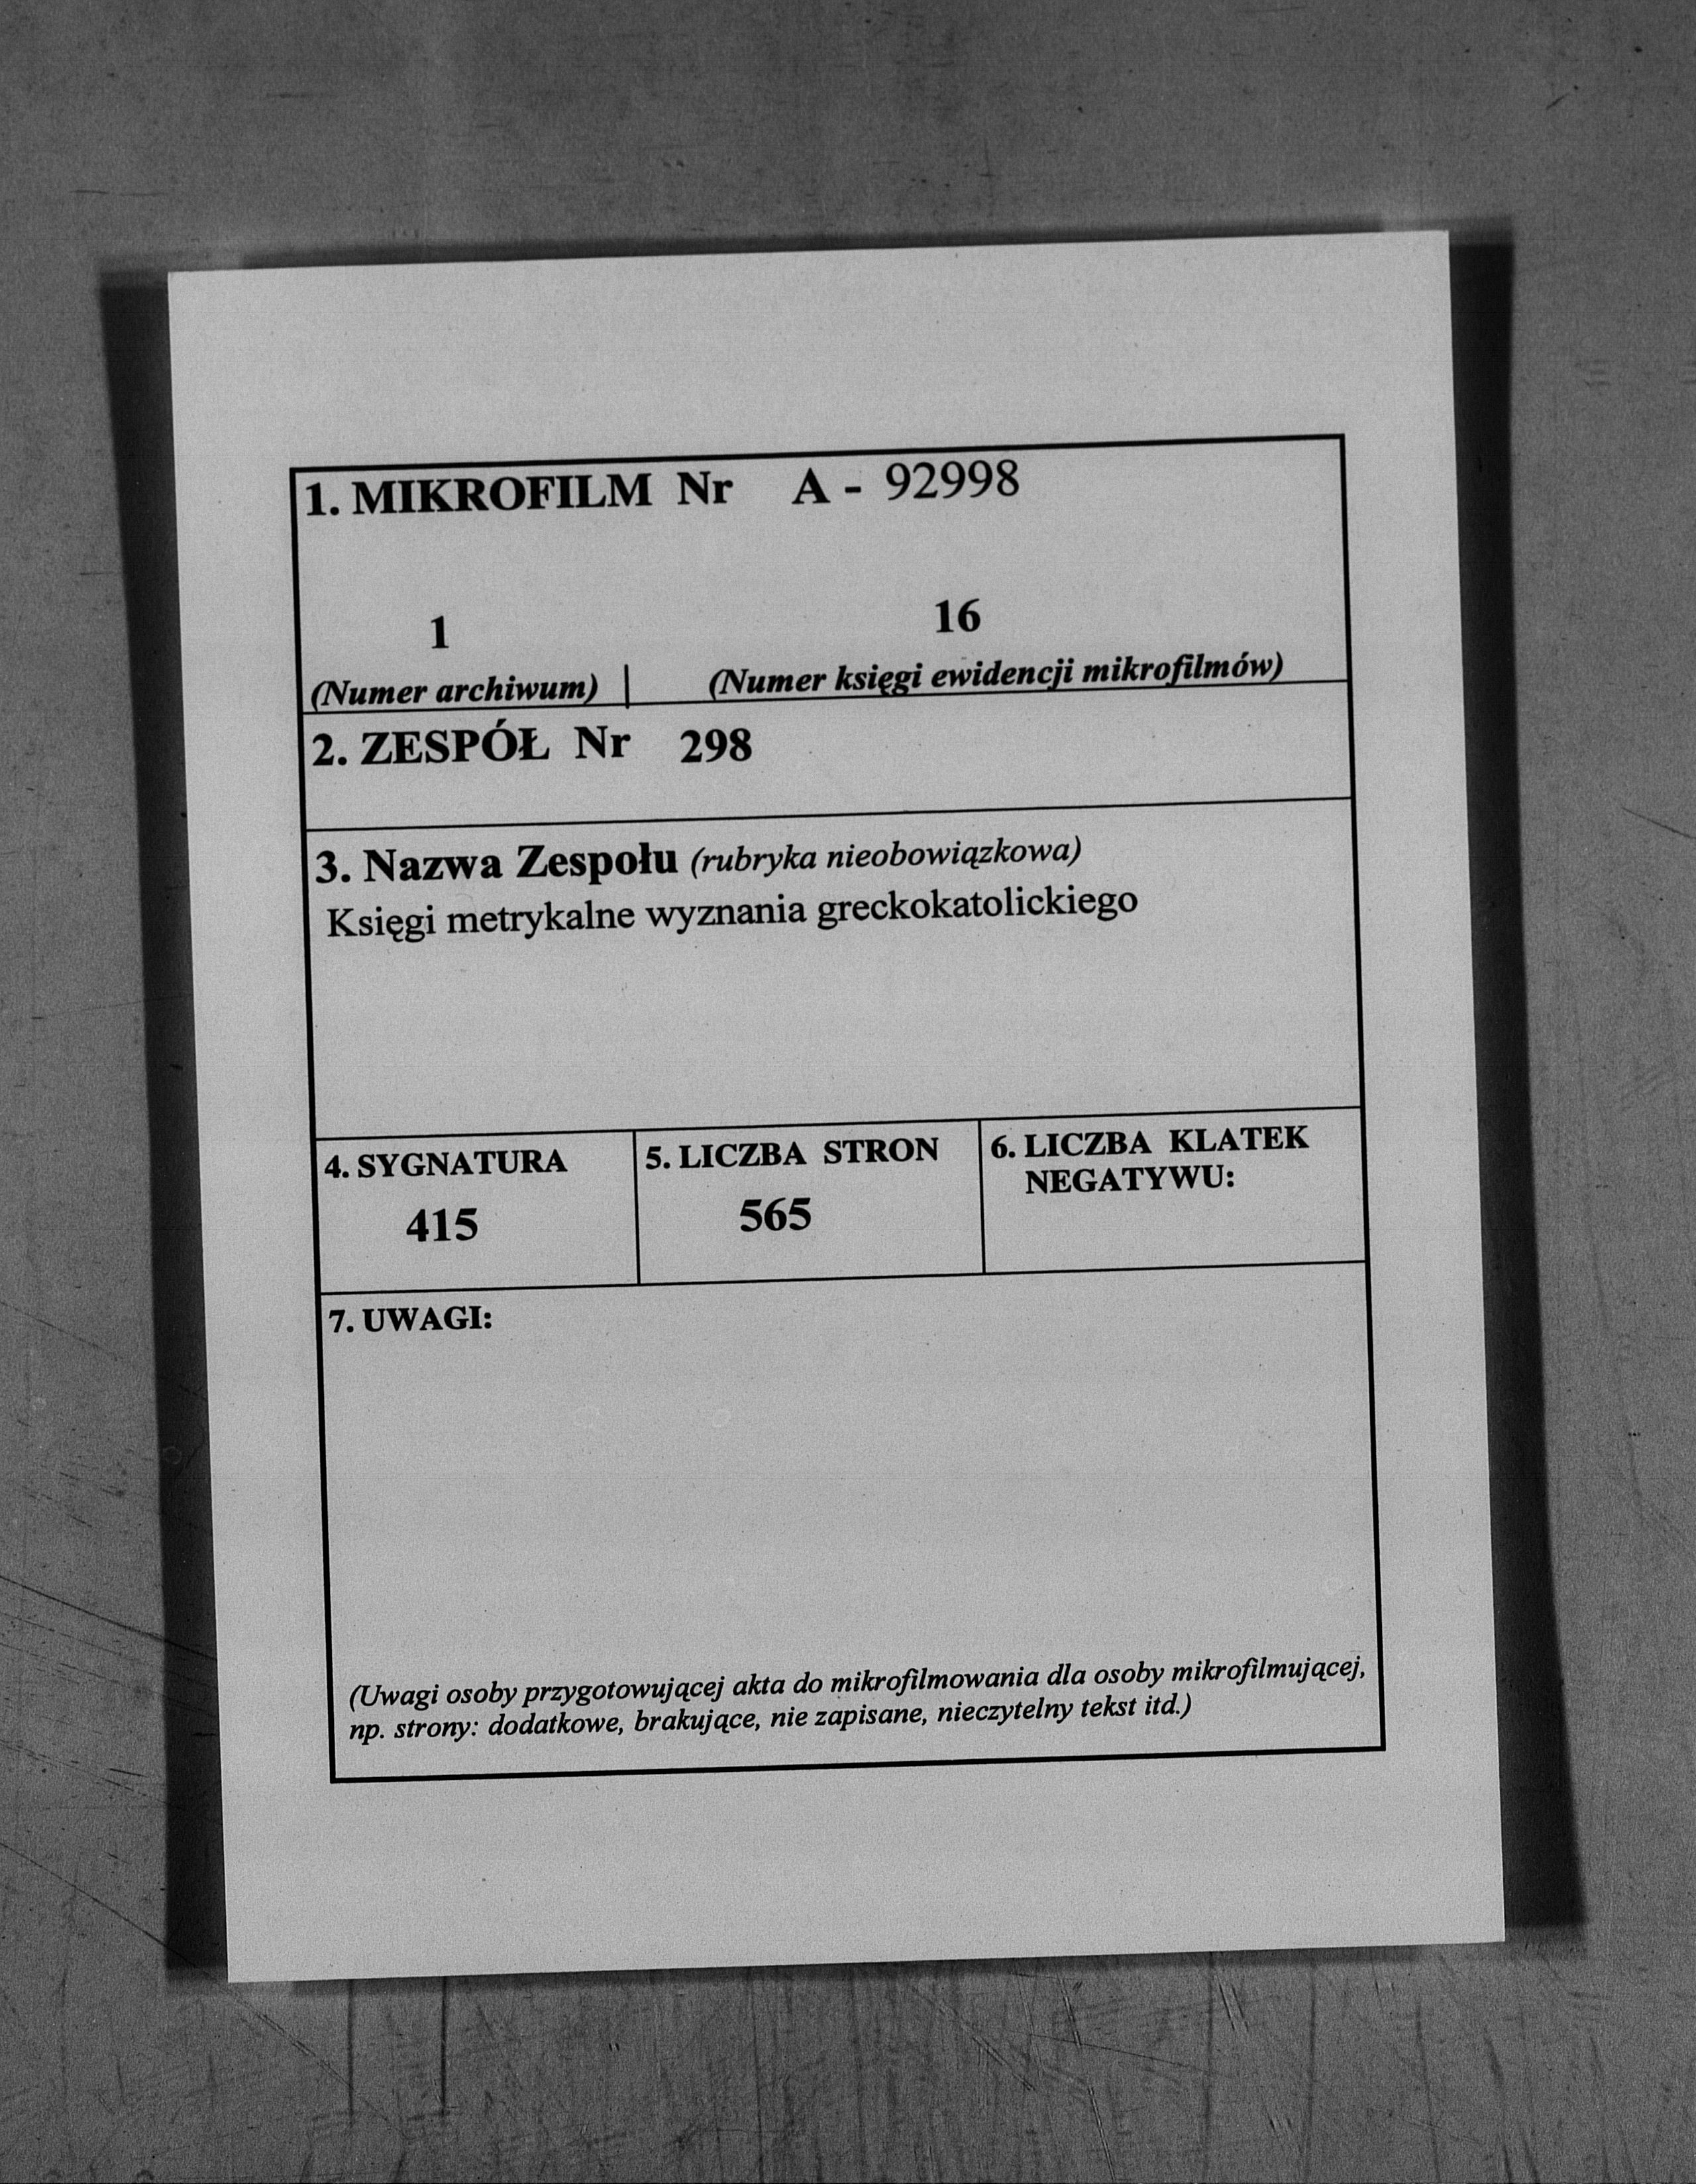 1. MIKROFILM Nr A - 92998
1 16
(Numer archiwum) | (Numer księgi ewidencji mikrofilmów)
2. ZESPÓŁ Nr 298
3. Nazwa Zespołu (rubryka nieobowiązkowa)
Księgi metrykalne wyznania greckokatolickiego
4. SYGNATURA
415
5. LICZBA STRON
565
6. LICZBA KLATEK
NEGATYWU:
7. UWAGI:
(Uwagi osoby przygotowującej akta do mikrofilmowania dla osoby mikrofilmującej,
np. strony: dodatkowe, brakujące, nie zapisane, nieczytelny tekst itd.)